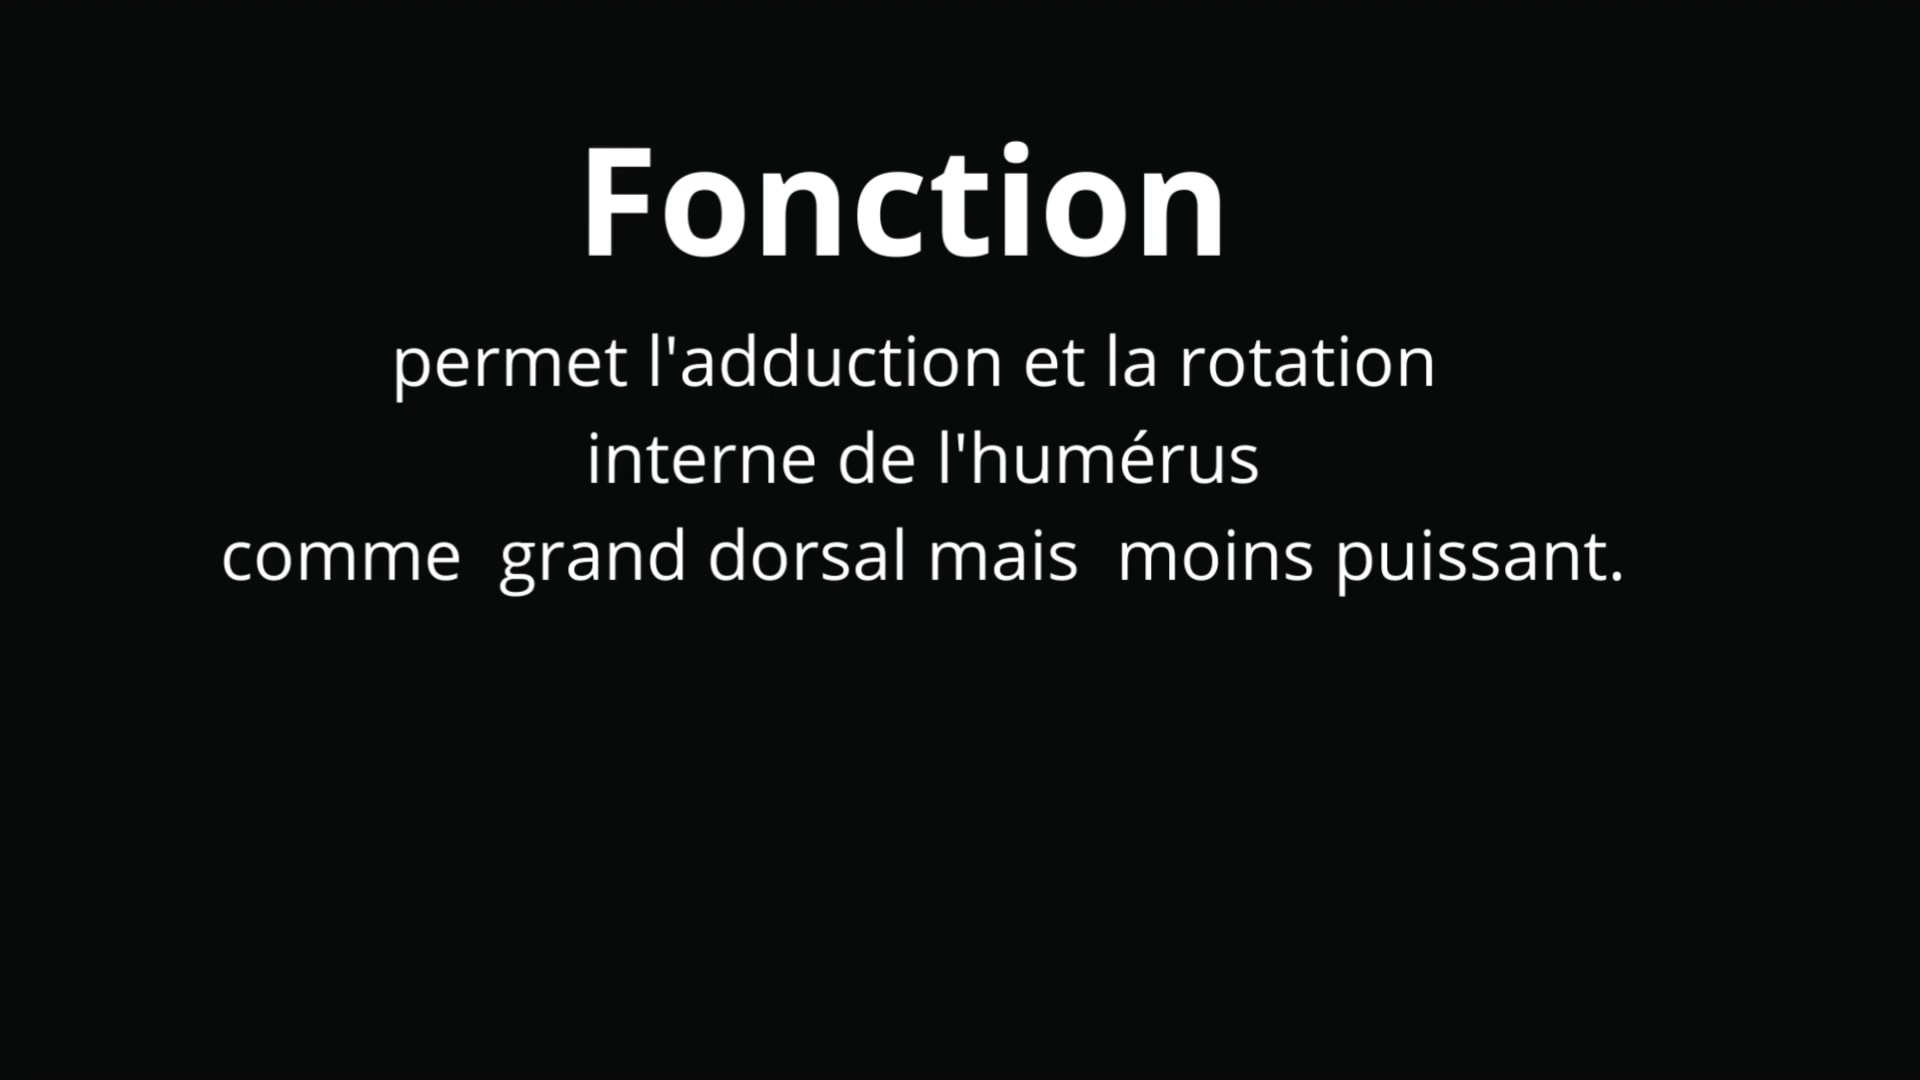 Fonction
permet l'adduction et la rotation
interne de l'humérus
comme  grand dorsal mais  moins puissant.